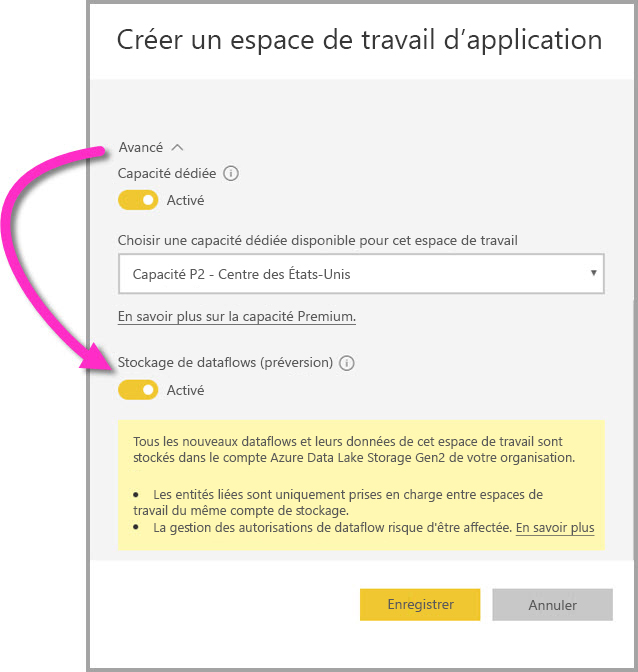 Créer un espace de travail d’application
Avancé
Capacité dédiée
Activé
Choisir une capacité dédiée disponible pour cet espace de travail
Capacité P2 - Centre des États-Unis
En savoir plus sur la capacité Premium.
Stockage de dataflows (préversion)
Activé
Tous les nouveaux dataflows et leurs données de cet espace de travail sont
stockés dans le compte Azure Data Lake Storage Gen2 de votre organisation.
• Les entités liées sont uniquement prises en charge entre espaces de
travail du même compte de stockage.
• La gestion des autorisations de dataflow risque d'être affectée. En savoir plus
Enregistrer
Annuler